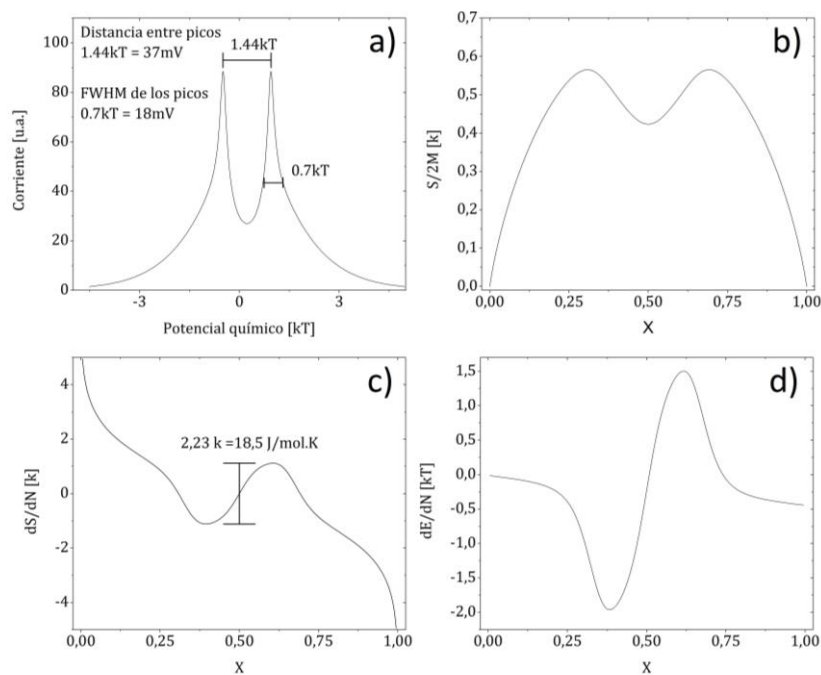 a)
Distancia entre picos
1.44kT = 37mV
1.44kT
FWHM de los picos
0.7kT = 18mV
0.7kT
Corriente [u.a.]
100
80
60
40
20
0
-3
0
3
Potencial químico [kT]
b)
S/2M [k]
0,7
0,6
0,5
0,4
0,3
0,2
0,1
0,0
0,00
0,25
0,50
0,75
1,00
X
c)
2,23 k =18,5 J/mol.K
dS/dN [k]
4
2
0
-2
-4
0,00
0,25
0,50
0,75
1,00
X
d)
dE/dN [kT]
1,5
1,0
0,5
0,0
-0,5
-1,0
-1,5
-2,0
0,00
0,25
0,50
0,75
1,00
X